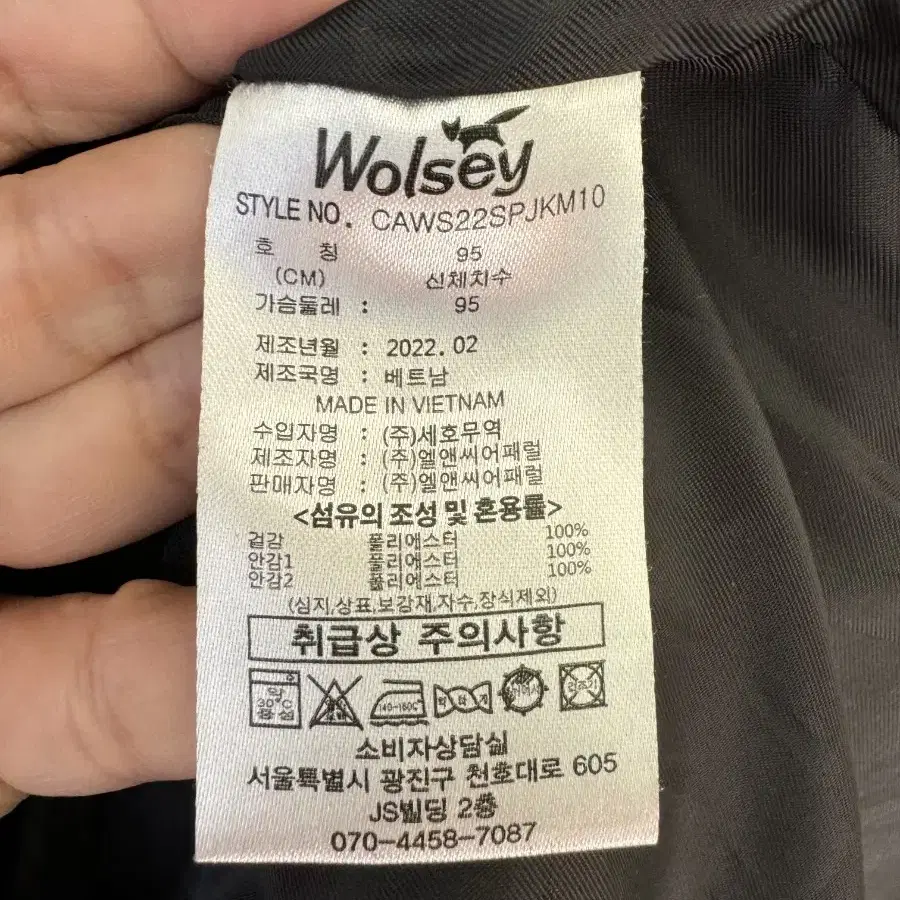 Wolsey
STYLE NO. CAWS22SPJKM10
호 칭 95
(CM) 신체치수
가슴둘레 : 95
제조년월 : 2022.02
제조국명 : 베트남
MADE IN VIETNAM
수입자명 : (주)세호무역
제조자명 : (주)엘앤씨어패럴
판매자명 : (주)엘앤씨어패럴
<섬유의 조성 및 혼용률>
겉감 폴리에스터 100%
안감1 폴리에스터 100%
안감2 폴리에스터 100%
(심지,상표,보강재,자수,장식제외)
취급상 주의사항
약 30℃ 중성 140~160℃
소비자상담실
서울특별시 광진구 천호대로 605
JS빌딩 2층
070-4458-7087